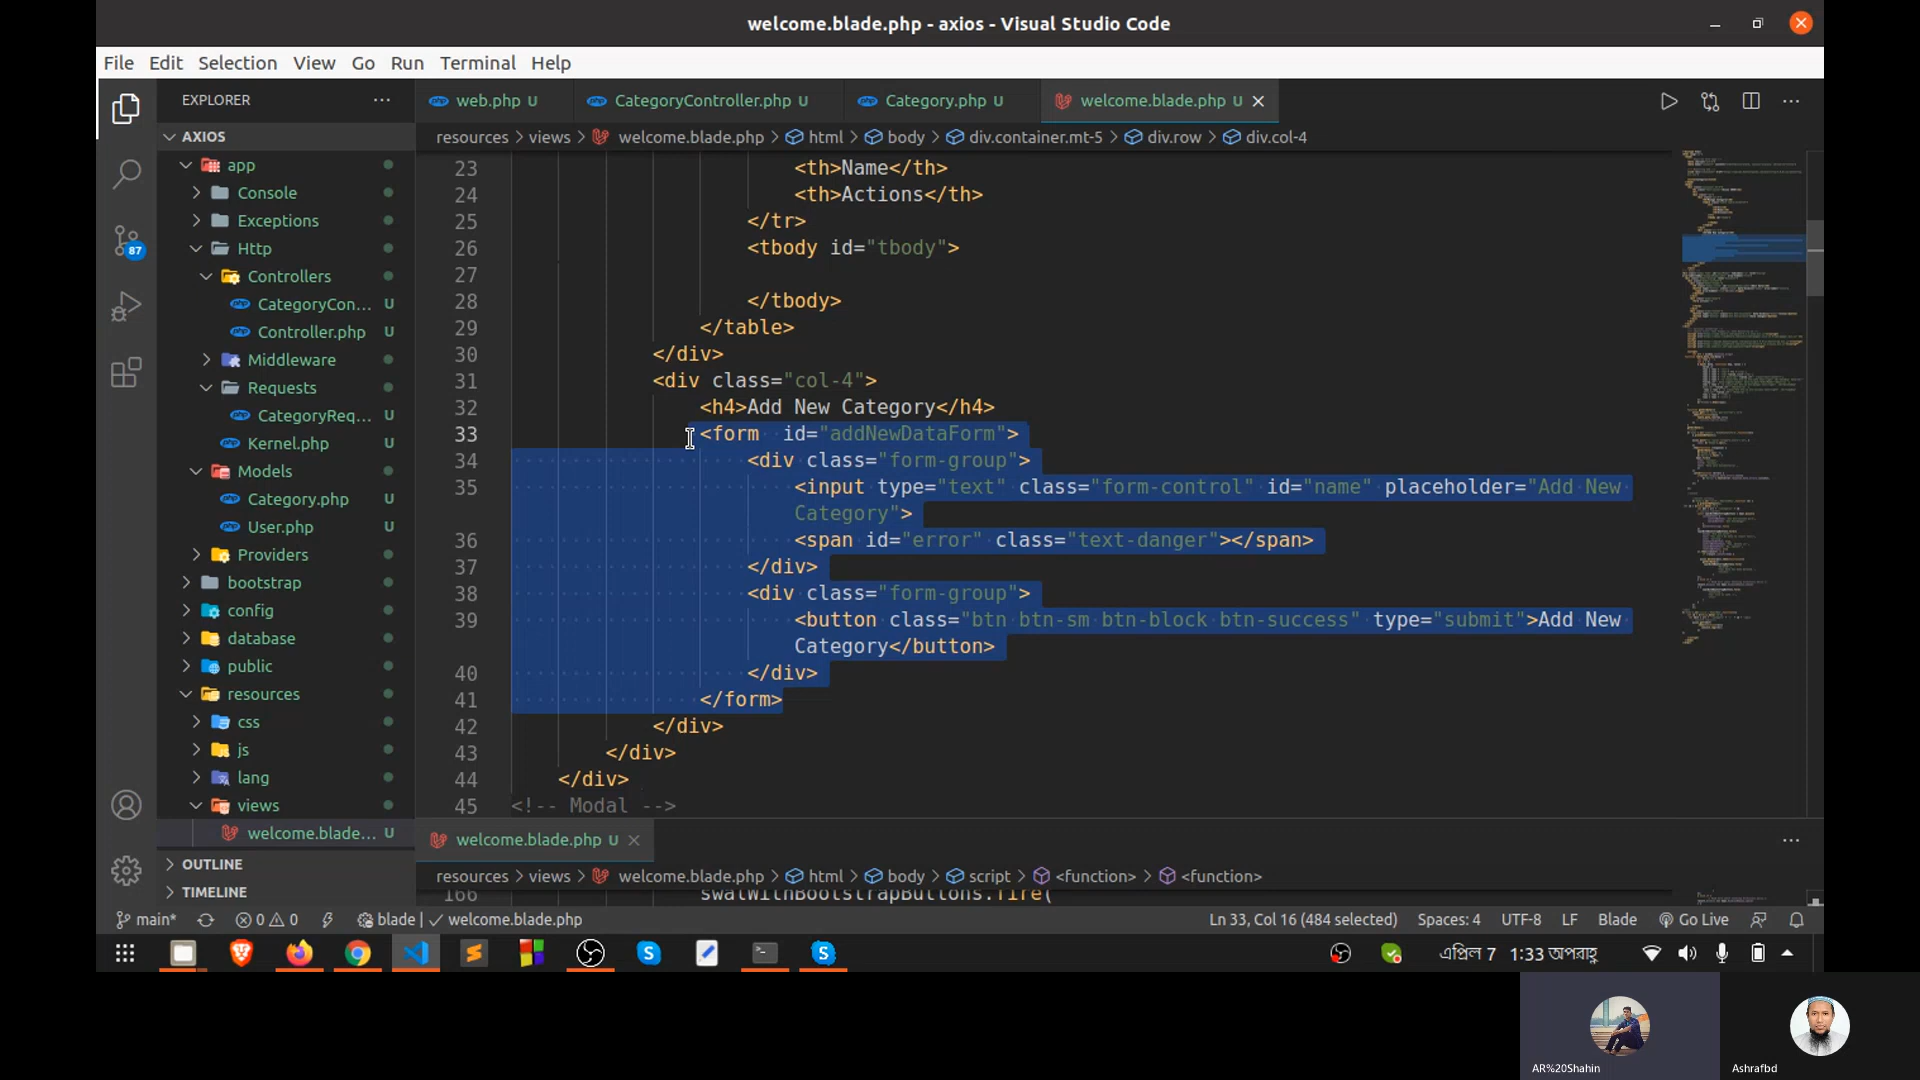 welcome.blade.php - axios - Visual Studio Code
File Edit Selection View Go Run Terminal Help
EXPLORER
web.php U
CategoryController.php U
Category.php U
welcome.blade.php U
AXIOS
resources > views > welcome.blade.php > html > body > div.container.mt-5 > div.row > div.col-4
app
Console
Exceptions
Http
87
Controllers
CategoryCon... U
Controller.php U
Middleware
Requests
CategoryReq... U
Kernel.php U
Models
Category.php U
User.php U
Providers
bootstrap
config
database
public
resources
css
js
lang
views
welcome.blade... U
OUTLINE
TIMELINE
23 <th>Name</th>
24 <th>Actions</th>
25 </tr>
26 <tbody id="tbody">
27
28 </tbody>
29 </table>
30 </div>
31 <div class="col-4">
32 <h4>Add New Category</h4>
33 <form  id="addNewDataForm">
34 <div class="form-group">
35 <input type="text" class="form-control" id="name" placeholder="Add New
Category">
36 <span id="error" class="text-danger"></span>
37 </div>
38 <div class="form-group">
39 <button class="btn btn-sm btn-block btn-success" type="submit">Add New
Category</button>
40 </div>
41 </form>
42 </div>
43 </div>
44 </div>
45 <!-- Modal -->
welcome.blade.php U
resources > views > welcome.blade.php > html > body > script > <function> > <function>
166 swalWithBootstrapButtons.fire(
main* 0 0 blade | welcome.blade.php
Ln 33, Col 16 (484 selected) Spaces: 4 UTF-8 LF Blade Go Live
এপ্রিল 7 1:33 অপরাহ্ণ
AR%20Shahin
Ashrafbd